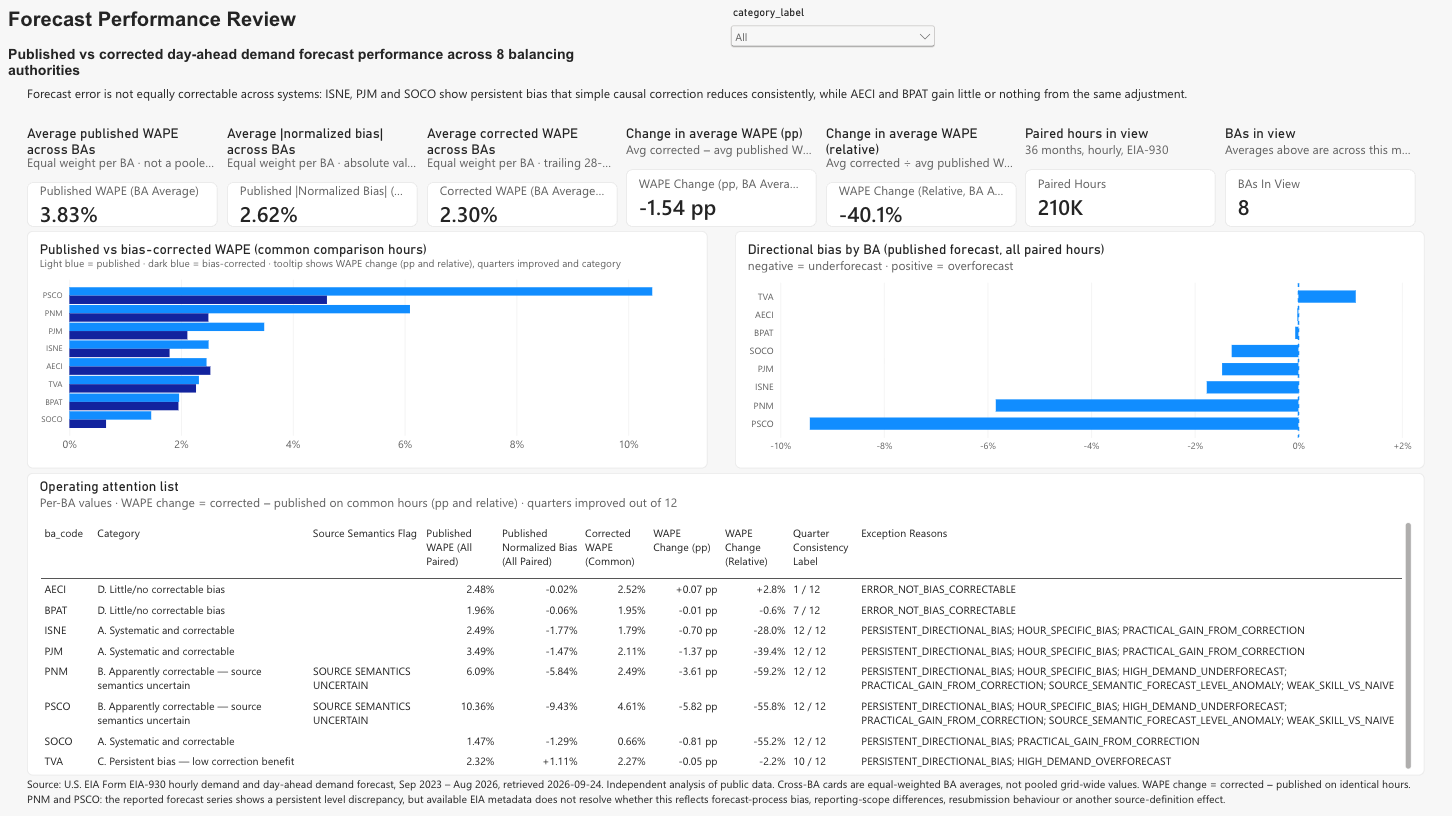 Forecast Performance Review
category_label
All
Published vs corrected day-ahead demand forecast performance across 8 balancing
authorities
Forecast error is not equally correctable across systems: ISNE, PJM and SOCO show persistent bias that simple causal correction reduces consistently, while AECI and BPAT gain little or nothing from the same adjustment.
Average published WAPE
across BAs
Equal weight per BA · not a poole...
Published WAPE (BA Average)
3.83%
Average |normalized bias|
across BAs
Equal weight per BA · absolute val...
Published |Normalized Bias| (...
2.62%
Average corrected WAPE
across BAs
Equal weight per BA · trailing 28-...
Corrected WAPE (BA Average...
2.30%
Change in average WAPE (pp)
Avg corrected – avg published W...
WAPE Change (pp, BA Avera...
-1.54 pp
Change in average WAPE
(relative)
Avg corrected ÷ avg published W...
WAPE Change (Relative, BA A...
-40.1%
Paired hours in view
36 months, hourly, EIA-930
Paired Hours
210K
BAs in view
Averages above are across this m...
BAs In View
8
Published vs bias-corrected WAPE (common comparison hours)
Light blue = published · dark blue = bias-corrected · tooltip shows WAPE change (pp and relative), quarters improved and category
PSCO
PNM
PJM
ISNE
AECI
TVA
BPAT
SOCO
0% 2% 4% 6% 8% 10%
Directional bias by BA (published forecast, all paired hours)
negative = underforecast · positive = overforecast
TVA
AECI
BPAT
SOCO
PJM
ISNE
PNM
PSCO
-10% -8% -6% -4% -2% 0% +2%
Operating attention list
Per-BA values · WAPE change = corrected – published on common hours (pp and relative) · quarters improved out of 12
ba_code Category Source Semantics Flag Published WAPE (All Paired) Published Normalized Bias (All Paired) Corrected WAPE (Common) WAPE Change (pp) WAPE Change (Relative) Quarter Consistency Label Exception Reasons
AECI D. Little/no correctable bias 2.48% -0.02% 2.52% +0.07 pp +2.8% 1 / 12 ERROR_NOT_BIAS_CORRECTABLE
BPAT D. Little/no correctable bias 1.96% -0.06% 1.95% -0.01 pp -0.6% 7 / 12 ERROR_NOT_BIAS_CORRECTABLE
ISNE A. Systematic and correctable 2.49% -1.77% 1.79% -0.70 pp -28.0% 12 / 12 PERSISTENT_DIRECTIONAL_BIAS; HOUR_SPECIFIC_BIAS; PRACTICAL_GAIN_FROM_CORRECTION
PJM A. Systematic and correctable 3.49% -1.47% 2.11% -1.37 pp -39.4% 12 / 12 PERSISTENT_DIRECTIONAL_BIAS; HOUR_SPECIFIC_BIAS; PRACTICAL_GAIN_FROM_CORRECTION
PNM B. Apparently correctable — source SOURCE SEMANTICS 6.09% -5.84% 2.49% -3.61 pp -59.2% 12 / 12 PERSISTENT_DIRECTIONAL_BIAS; HOUR_SPECIFIC_BIAS; HIGH_DEMAND_UNDERFORECAST;
semantics uncertain UNCERTAIN PRACTICAL_GAIN_FROM_CORRECTION; SOURCE_SEMANTIC_FORECAST_LEVEL_ANOMALY; WEAK_SKILL_VS_NAIVE
PSCO B. Apparently correctable — source SOURCE SEMANTICS 10.36% -9.43% 4.61% -5.82 pp -55.8% 12 / 12 PERSISTENT_DIRECTIONAL_BIAS; HOUR_SPECIFIC_BIAS; HIGH_DEMAND_UNDERFORECAST;
semantics uncertain UNCERTAIN PRACTICAL_GAIN_FROM_CORRECTION; SOURCE_SEMANTIC_FORECAST_LEVEL_ANOMALY; WEAK_SKILL_VS_NAIVE
SOCO A. Systematic and correctable 1.47% -1.29% 0.66% -0.81 pp -55.2% 12 / 12 PERSISTENT_DIRECTIONAL_BIAS; PRACTICAL_GAIN_FROM_CORRECTION
TVA C. Persistent bias — low correction benefit 2.32% +1.11% 2.27% -0.05 pp -2.2% 10 / 12 PERSISTENT_DIRECTIONAL_BIAS; HIGH_DEMAND_OVERFORECAST
Source: U.S. EIA Form EIA-930 hourly demand and day-ahead demand forecast, Sep 2023 – Aug 2026, retrieved 2026-09-24. Independent analysis of public data. Cross-BA cards are equal-weighted BA averages, not pooled grid-wide values. WAPE change = corrected – published on identical hours.
PNM and PSCO: the reported forecast series shows a persistent level discrepancy, but available EIA metadata does not resolve whether this reflects forecast-process bias, reporting-scope differences, resubmission behaviour or another source-definition effect.